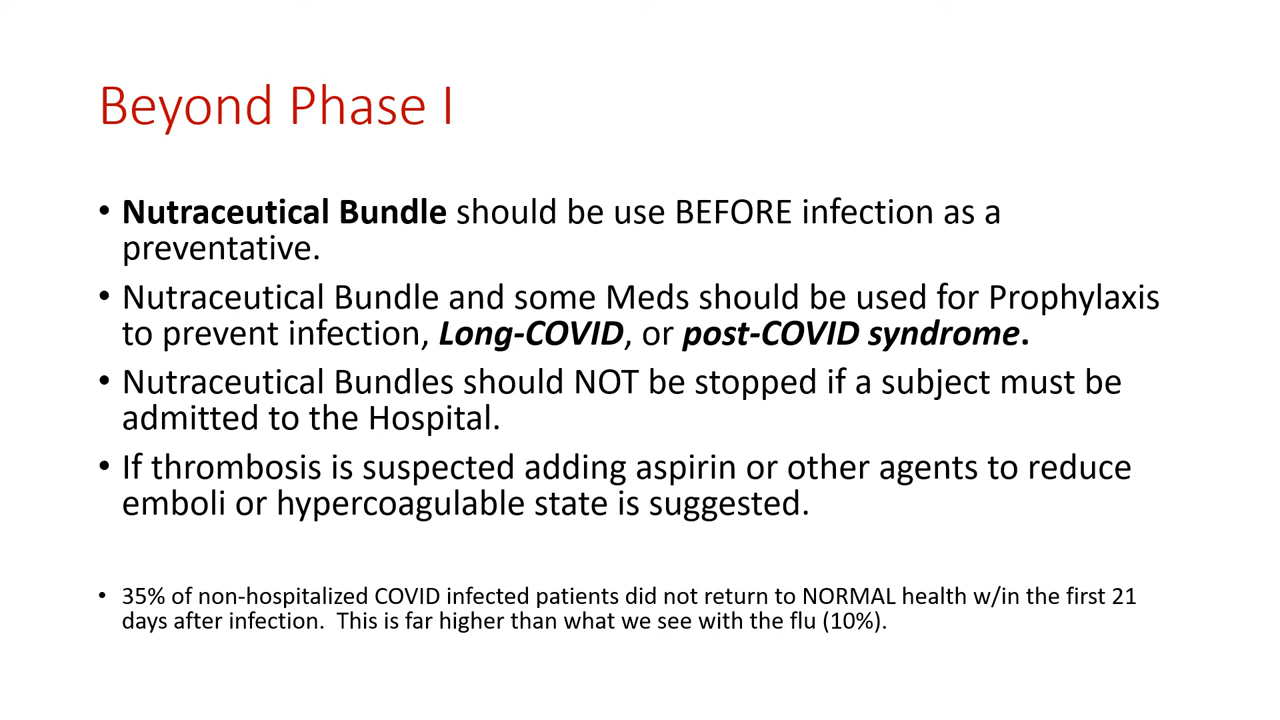 Beyond Phase I
• Nutraceutical Bundle should be use BEFORE infection as a
preventative.
• Nutraceutical Bundle and some Meds should be used for Prophylaxis
to prevent infection, Long-COVID, or post-COVID syndrome.
• Nutraceutical Bundles should NOT be stopped if a subject must be
admitted to the Hospital.
• If thrombosis is suspected adding aspirin or other agents to reduce
emboli or hypercoagulable state is suggested.
• 35% of non-hospitalized COVID infected patients did not return to NORMAL health w/in the first 21
days after infection.  This is far higher than what we see with the flu (10%).